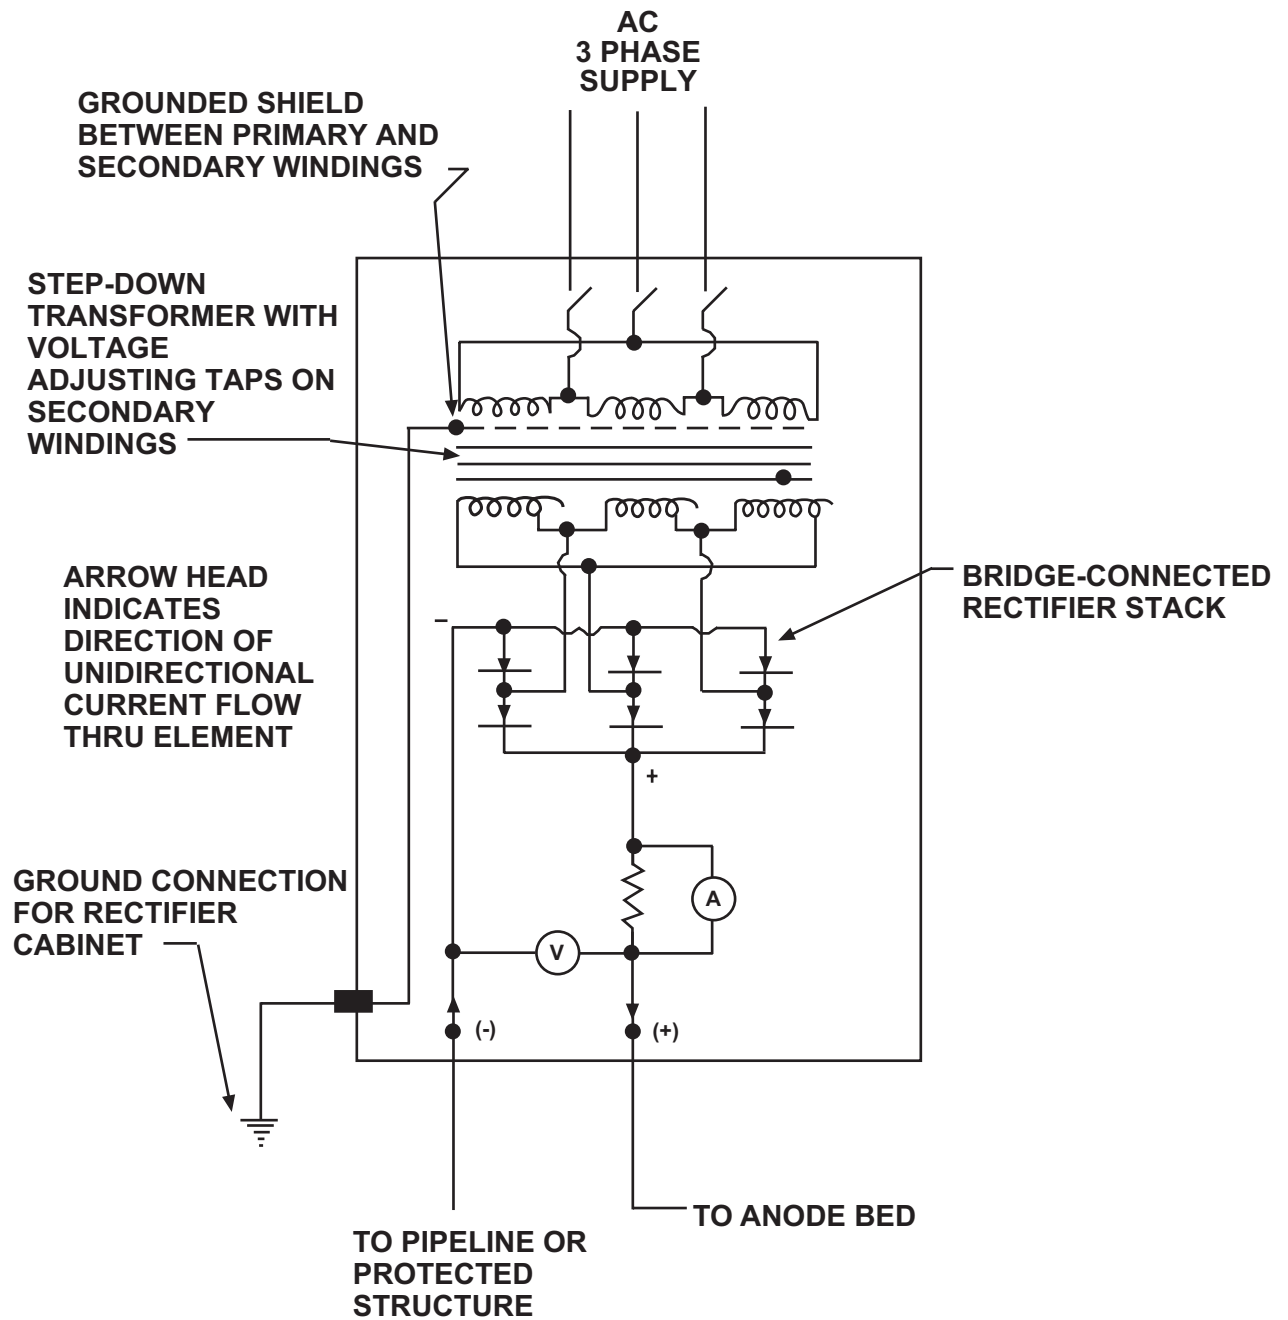 AC
3 PHASE
SUPPLY
GROUNDED SHIELD
BETWEEN PRIMARY AND
SECONDARY WINDINGS
STEP-DOWN
TRANSFORMER WITH
VOLTAGE
ADJUSTING TAPS ON
SECONDARY
WINDINGS
ARROW HEAD
INDICATES
DIRECTION OF
UNIDIRECTIONAL
CURRENT FLOW
THRU ELEMENT
BRIDGE-CONNECTED
RECTIFIER STACK
–
+
A
V
GROUND CONNECTION
FOR RECTIFIER
CABINET
(-)
(+)
TO ANODE BED
TO PIPELINE OR
PROTECTED
STRUCTURE